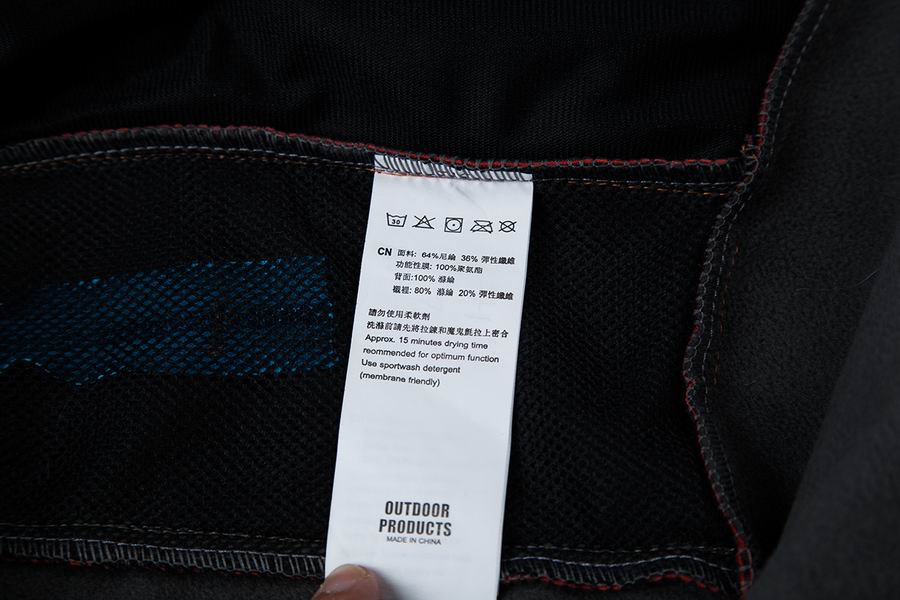 30
CN 面料: 64%尼綸 36% 彈性纖維
功能性膜: 100%聚氨酯
背面:100% 滌綸
襯裡: 80% 滌綸 20% 彈性纖維
請勿使用柔軟劑
洗滌前請先將拉鍊和魔鬼氈拉上密合
Approx. 15 minutes drying time
reommended for optimum function
Use sportwash detergent
(membrane friendly)
OUTDOOR
PRODUCTS
MADE IN CHINA